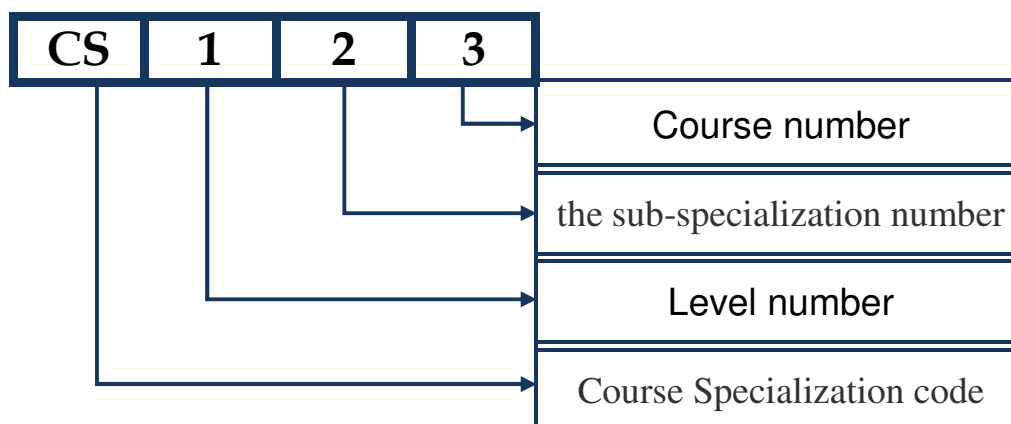 CS 1 2 3
Course number
the sub-specialization number
Level number
Course Specialization code